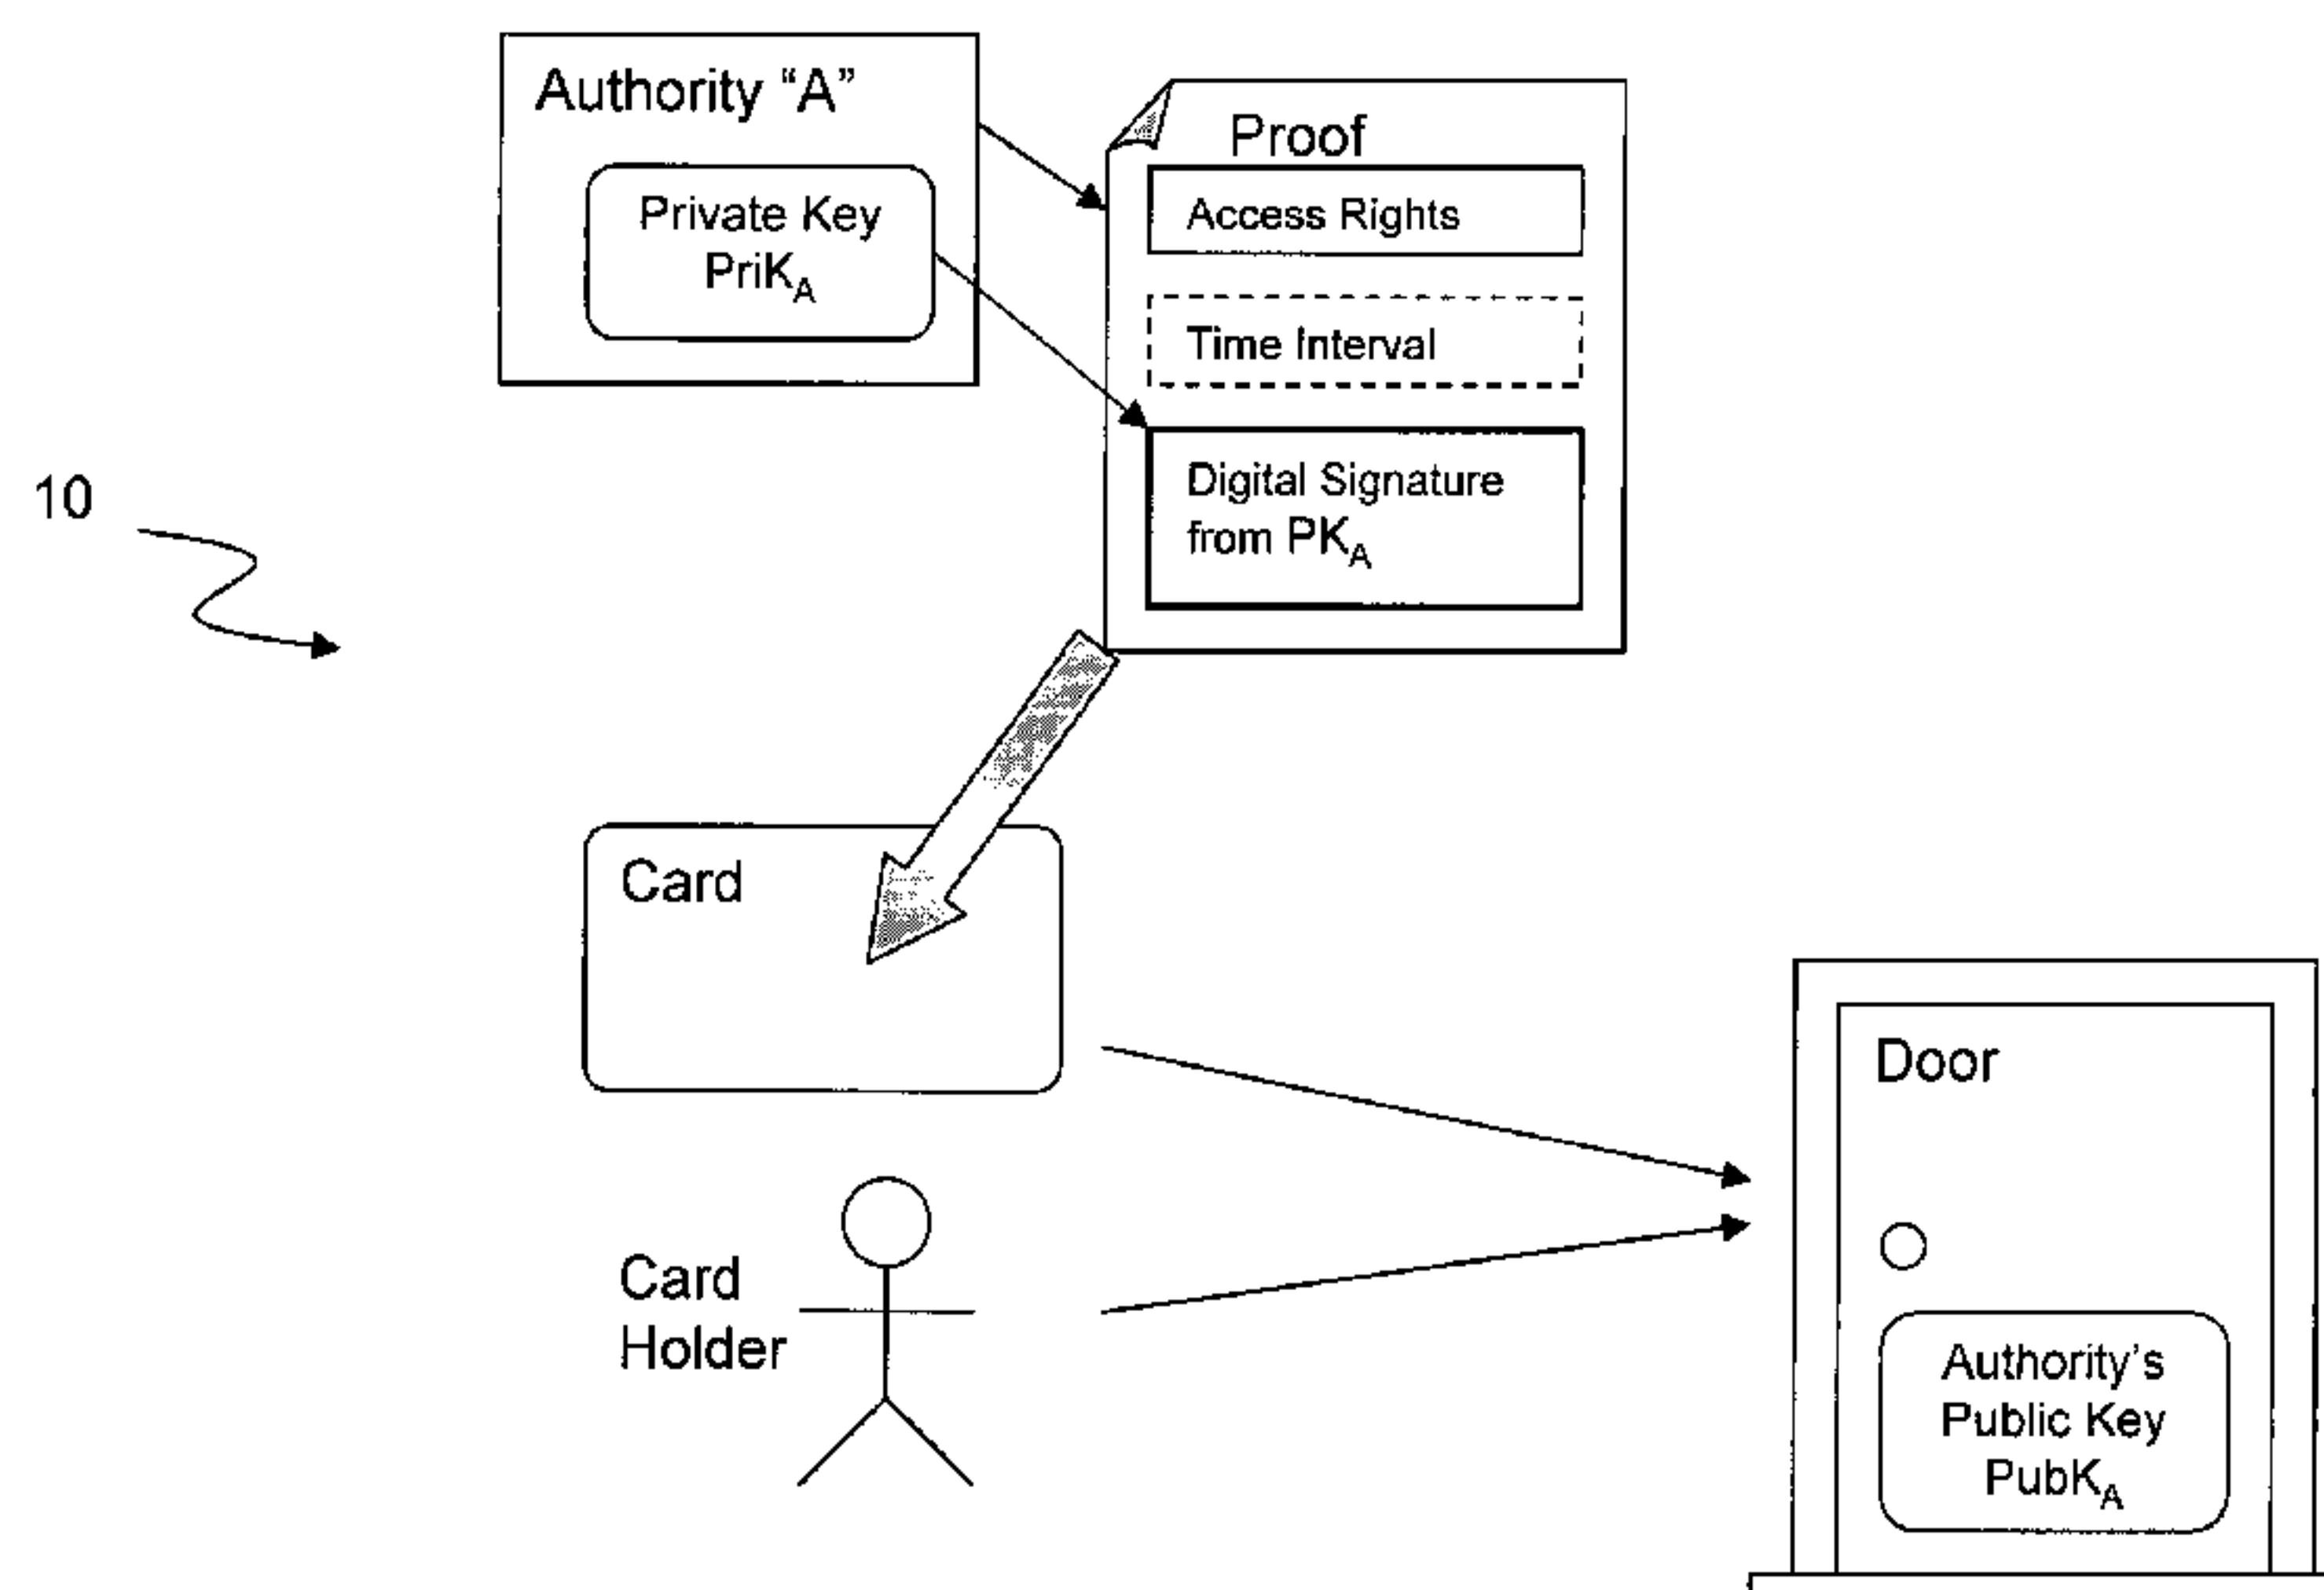 Authority “A”
Private Key
PriKA
Proof
Access Rights
Time Interval
Digital Signature
from PKA
10
Card
Card
Holder
Door
Authority’s
Public Key
PubKA